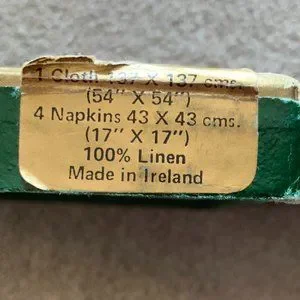 1 Cloth 137 X 137 cms.
(54" X 54")
4 Napkins 43 X 43 cms.
(17" X 17")
100% Linen
Made in Ireland